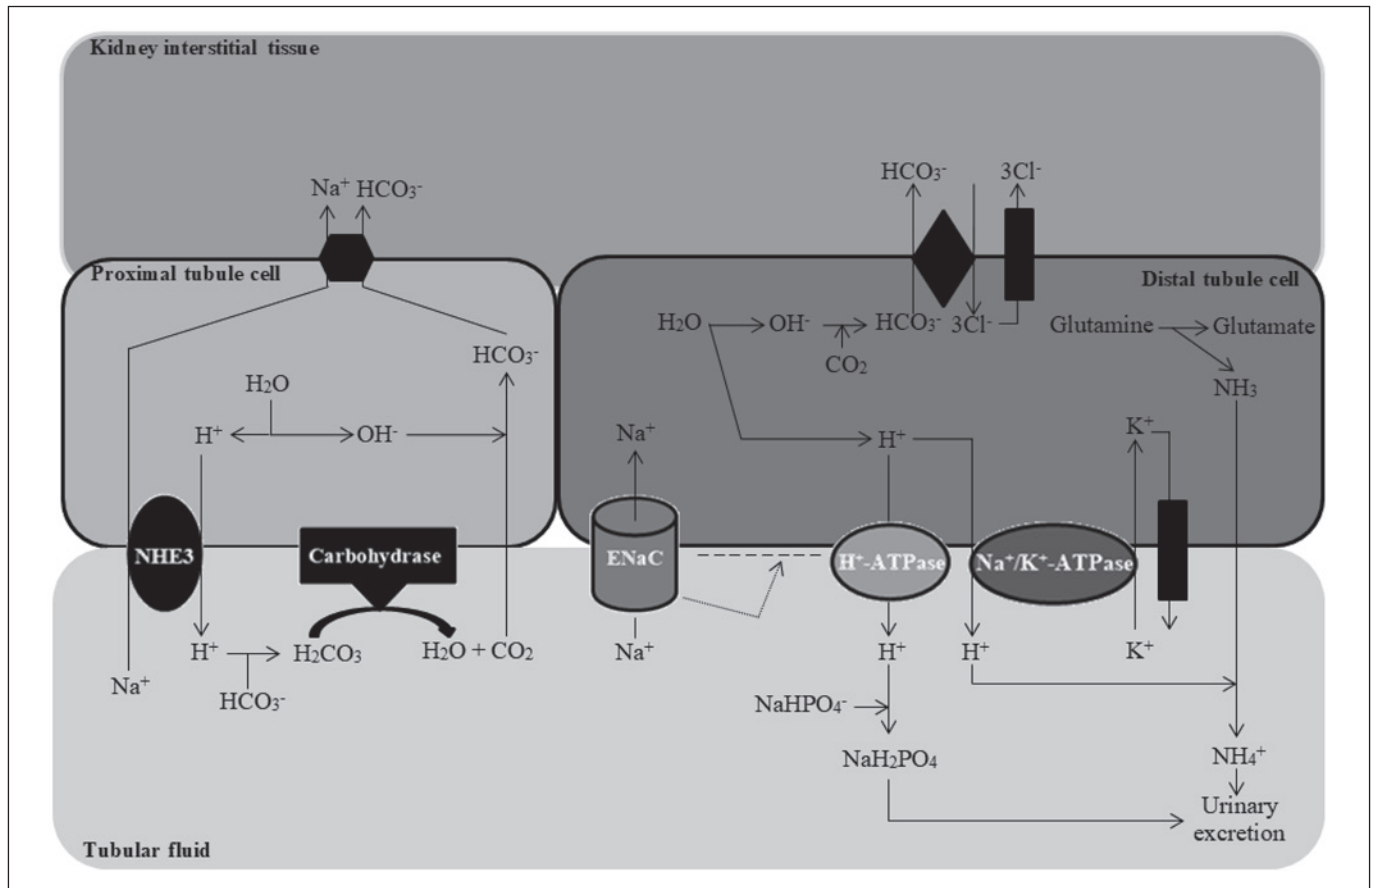 Kidney interstitial tissue
Na⁺ HCO₃⁻
HCO₃⁻
3Cl⁻
Proximal tubule cell
Distal tubule cell
H₂O
OH⁻
HCO₃⁻
3Cl⁻
CO₂
Glutamine
Glutamate
NH₃
HCO₃⁻
H₂O
H⁺
OH⁻
Na⁺
H⁺
K⁺
NHE3
Carbohydrase
ENaC
H⁺-ATPase
Na⁺/K⁺-ATPase
H⁺
H₂CO₃
H₂O + CO₂
Na⁺
H⁺
H⁺
K⁺
Na⁺
HCO₃⁻
NaHPO₄⁻
NaH₂PO₄
NH₄⁺
Urinary
excretion
Tubular fluid